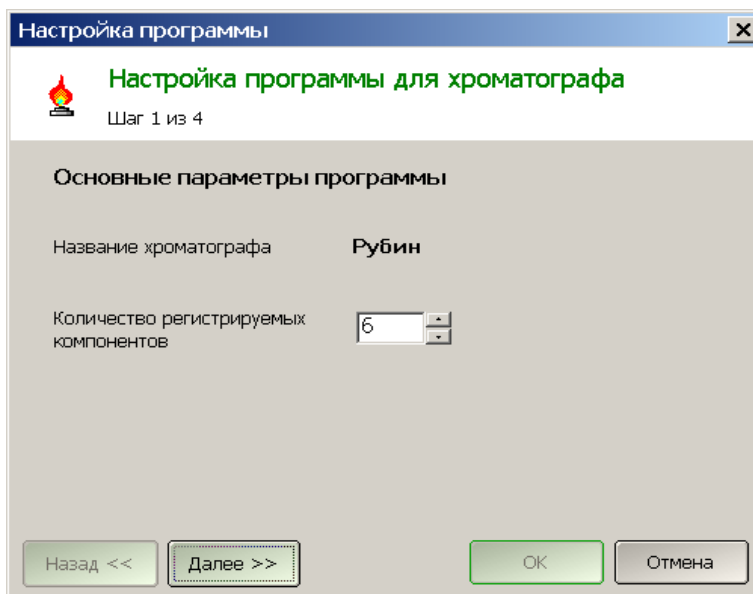 Настройка программы
Настройка программы для хроматографа
Шаг 1 из 4
Основные параметры программы
Название хроматографа Рубин
Количество регистрируемых
компонентов
6
Назад << Далее >> OK Отмена